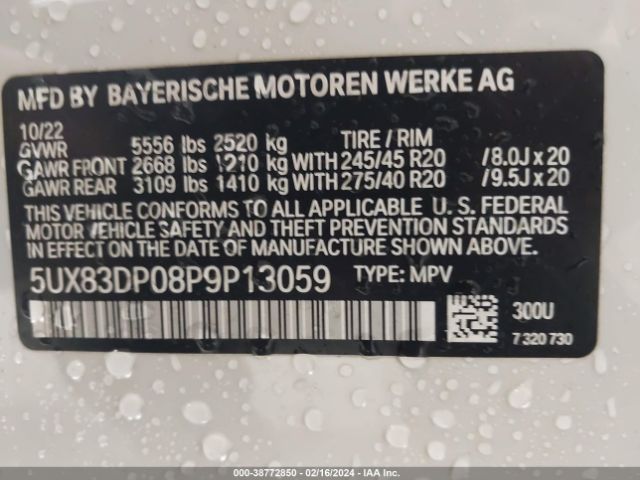 MFD BY BAYERISCHE MOTOREN WERKE AG
10/22
GVWR 5556 lbs 2520 kg TIRE / RIM
GAWR FRONT 2668 lbs 1210 kg WITH 245/45 R20 /8.0J x 20
GAWR REAR 3109 lbs 1410 kg WITH 275/40 R20 /9.5J x 20
THIS VEHICLE CONFORMS TO ALL APPLICABLE U. S. FEDERAL
MOTOR VEHICLE SAFETY AND THEFT PREVENTION STANDARDS
IN EFFECT ON THE DATE OF MANUFACTURE SHOWN ABOVE.
5UX83DP08P9P13059 TYPE: MPV
300U
7 320 730
000-38772850 - 02/16/2024 - IAA, Inc.